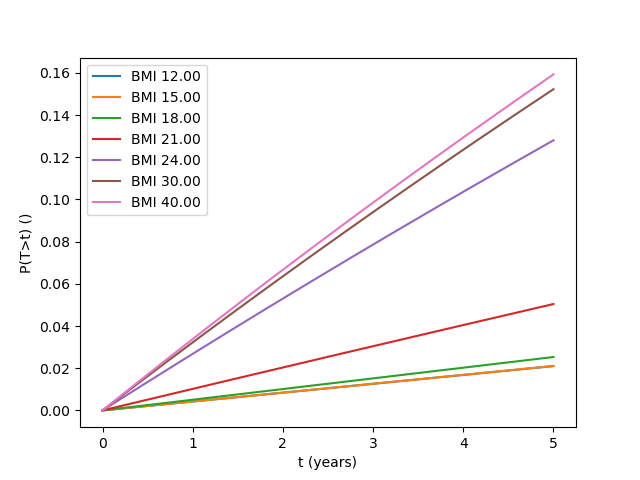 BMI 12.00
BMI 15.00
BMI 18.00
BMI 21.00
BMI 24.00
BMI 30.00
BMI 40.00
P(T>t) ()
0.16
0.14
0.12
0.10
0.08
0.06
0.04
0.02
0.00
0 1 2 3 4 5
t (years)